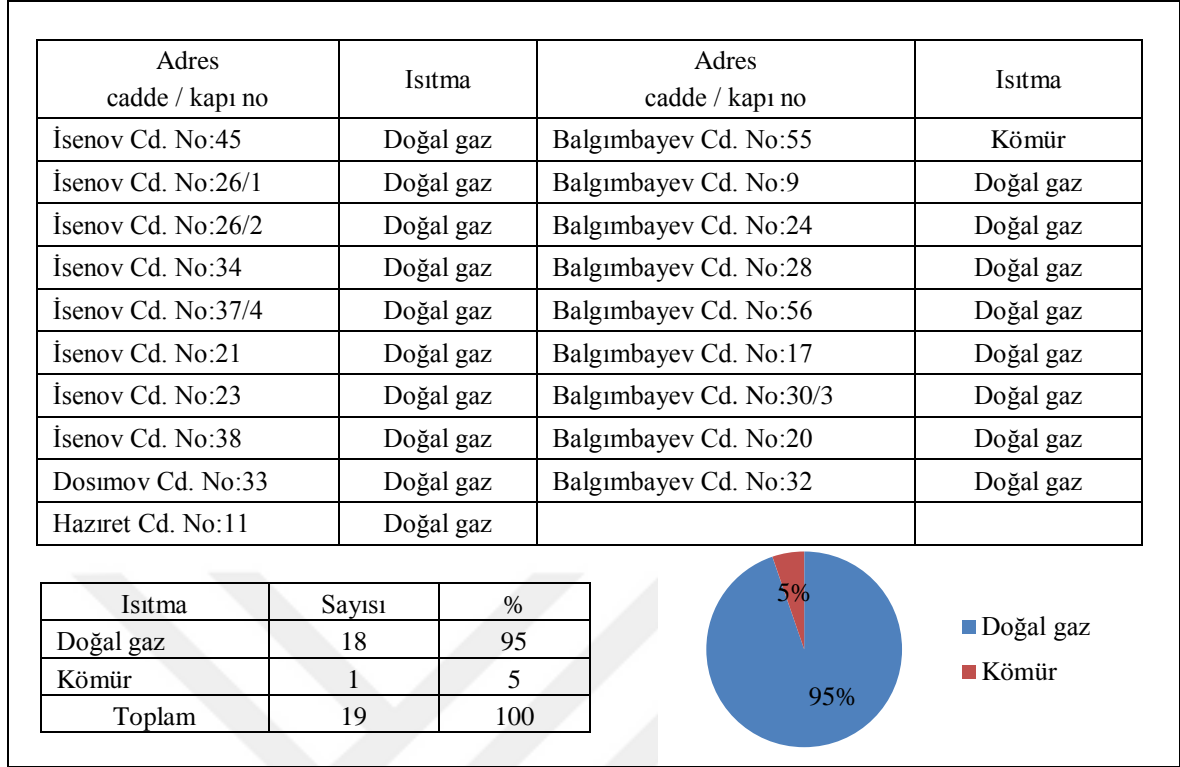 Adres
cadde / kapı no
Isıtma
Adres
cadde / kapı no
Isıtma
İsenov Cd. No:45 Doğal gaz Balgımbayev Cd. No:55 Kömür
İsenov Cd. No:26/1 Doğal gaz Balgımbayev Cd. No:9 Doğal gaz
İsenov Cd. No:26/2 Doğal gaz Balgımbayev Cd. No:24 Doğal gaz
İsenov Cd. No:34 Doğal gaz Balgımbayev Cd. No:28 Doğal gaz
İsenov Cd. No:37/4 Doğal gaz Balgımbayev Cd. No:56 Doğal gaz
İsenov Cd. No:21 Doğal gaz Balgımbayev Cd. No:17 Doğal gaz
İsenov Cd. No:23 Doğal gaz Balgımbayev Cd. No:30/3 Doğal gaz
İsenov Cd. No:38 Doğal gaz Balgımbayev Cd. No:20 Doğal gaz
Dosımov Cd. No:33 Doğal gaz Balgımbayev Cd. No:32 Doğal gaz
Hazıret Cd. No:11 Doğal gaz
Isıtma Sayısı %
Doğal gaz 18 95
Kömür 1 5
Toplam 19 100
5%
95%
Doğal gaz
Kömür